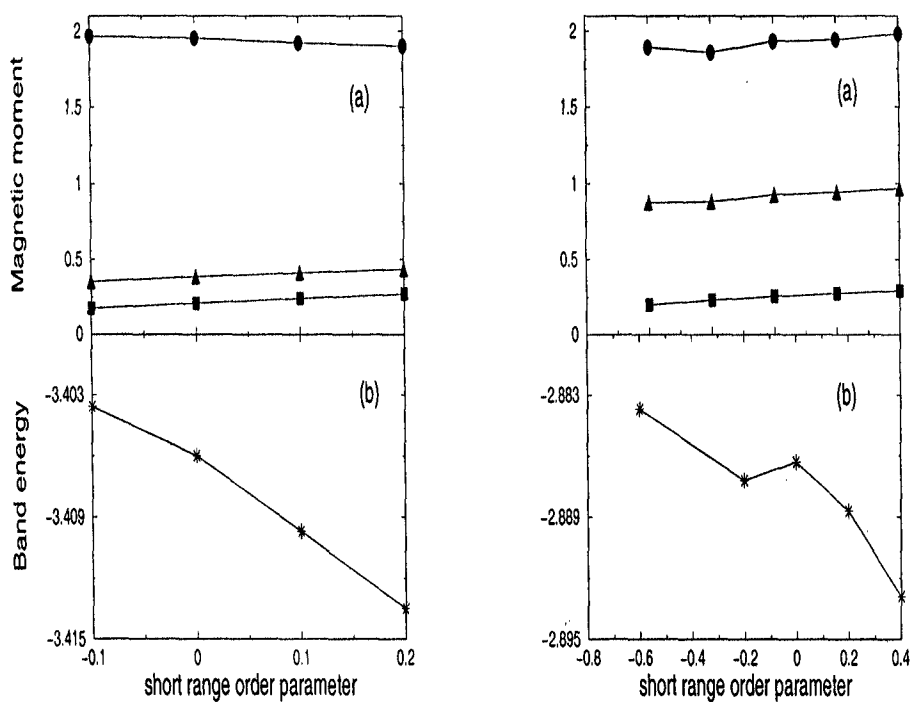 Magnetic moment
2
1.5
1
0.5
0
(a)
2
1.5
1
0.5
0
(a)
Band energy
-3.403
-3.409
-3.415
(b)
-0.1 0 0.1 0.2
short range order parameter
-2.883
-2.889
-2.895
(b)
-0.8 -0.6 -0.4 -0.2 0 0.2 0.4
short range order parameter